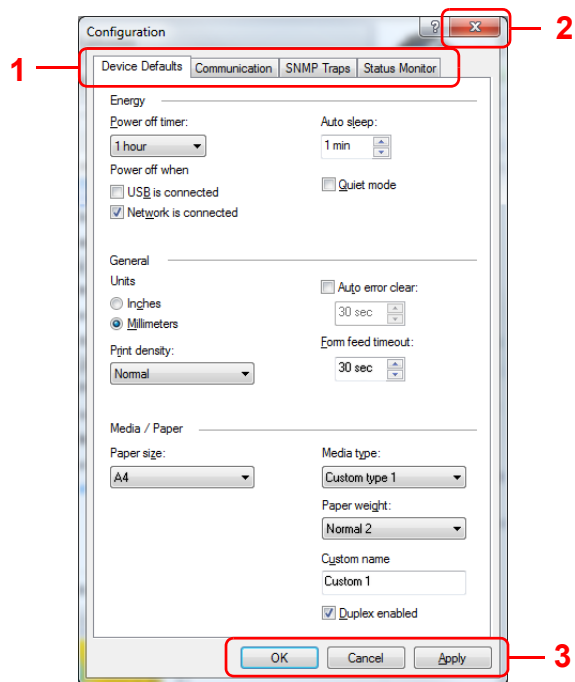 Configuration
?
2
1
Device Defaults Communication SNMP Traps Status Monitor
Energy
Power off timer:
1 hour
Power off when
USB is connected
Network is connected
Auto sleep:
1 min
Quiet mode
General
Units
Inches
Millimeters
Print density:
Normal
Auto error clear:
30 sec
Form feed timeout:
30 sec
Media / Paper
Paper size:
A4
Media type:
Custom type 1
Paper weight:
Normal 2
Custom name
Custom 1
Duplex enabled
OK Cancel Apply
3